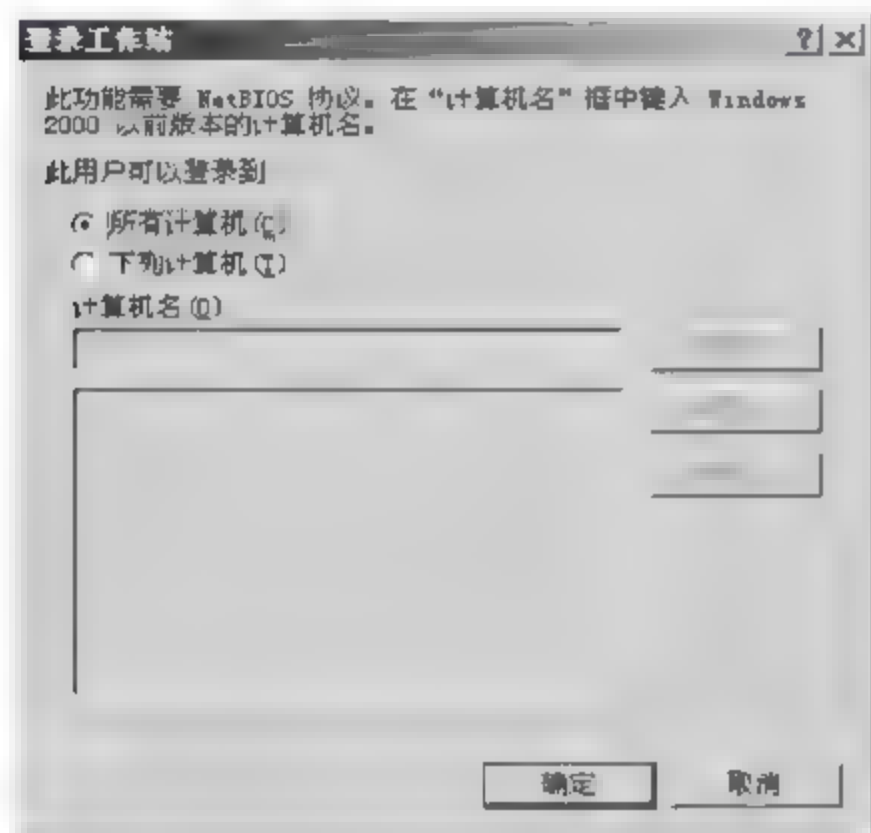 登录工作站
此功能需要 NetBIOS 协议。在“计算机名”框中键入 Windows
2000 以前版本的计算机名。
此用户可以登录到
所有计算机(C)
下列计算机(T)
计算机名(O)
确定
取消